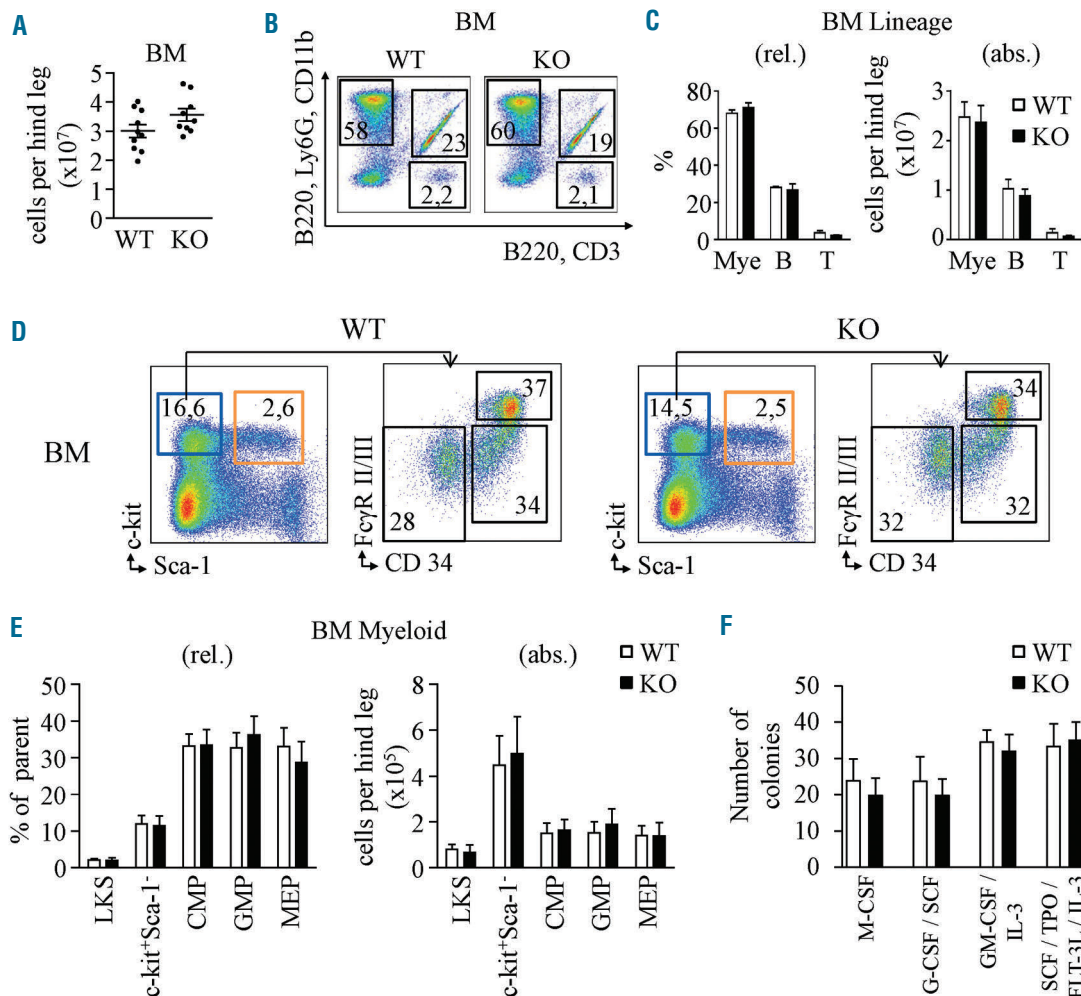 A
BM
cells per hind leg
(x10⁷)
5
4
3
2
1
0
WT
KO
B
BM
WT
KO
B220, Ly6G, CD11b
58
23
2,2
60
19
2,1
B220, CD3
C
BM Lineage
(rel.)
(abs.)
%
80
60
40
20
0
Mye B T
cells per hind leg
(x10⁷)
3
2
1
0
Mye B T
WT
KO
D
WT
KO
BM
16,6
2,6
c-kit
Sca-1
37
34
28
FcγR II/III
CD 34
14,5
2,5
c-kit
Sca-1
34
32
32
FcγR II/III
CD 34
E
BM Myeloid
(rel.)
(abs.)
WT
KO
% of parent
50
40
30
20
10
0
LKS
c-kit⁺Sca-1⁻
CMP
GMP
MEP
cells per hind leg
(x10⁵)
8
6
4
2
0
LKS
c-kit⁺Sca-1⁻
CMP
GMP
MEP
F
WT
KO
Number of
colonies
50
40
30
20
10
0
M-CSF
G-CSF / SCF
GM-CSF /
IL-3
SCF / TPO /
FLT-3L / IL-3